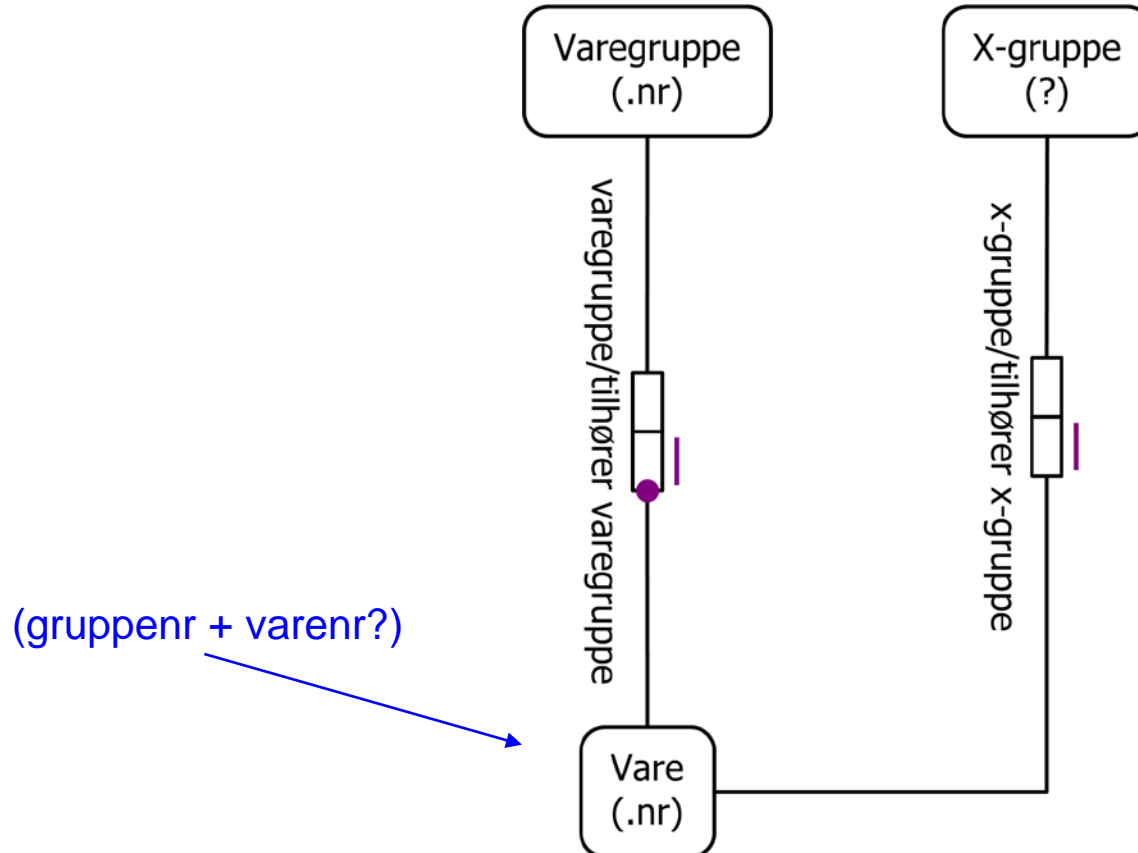 Varegruppe
(.nr)
X-gruppe
(?)
varegruppe/tilhører varegruppe
x-gruppe/tilhører x-gruppe
(gruppenr + varenr?)
Vare
(.nr)